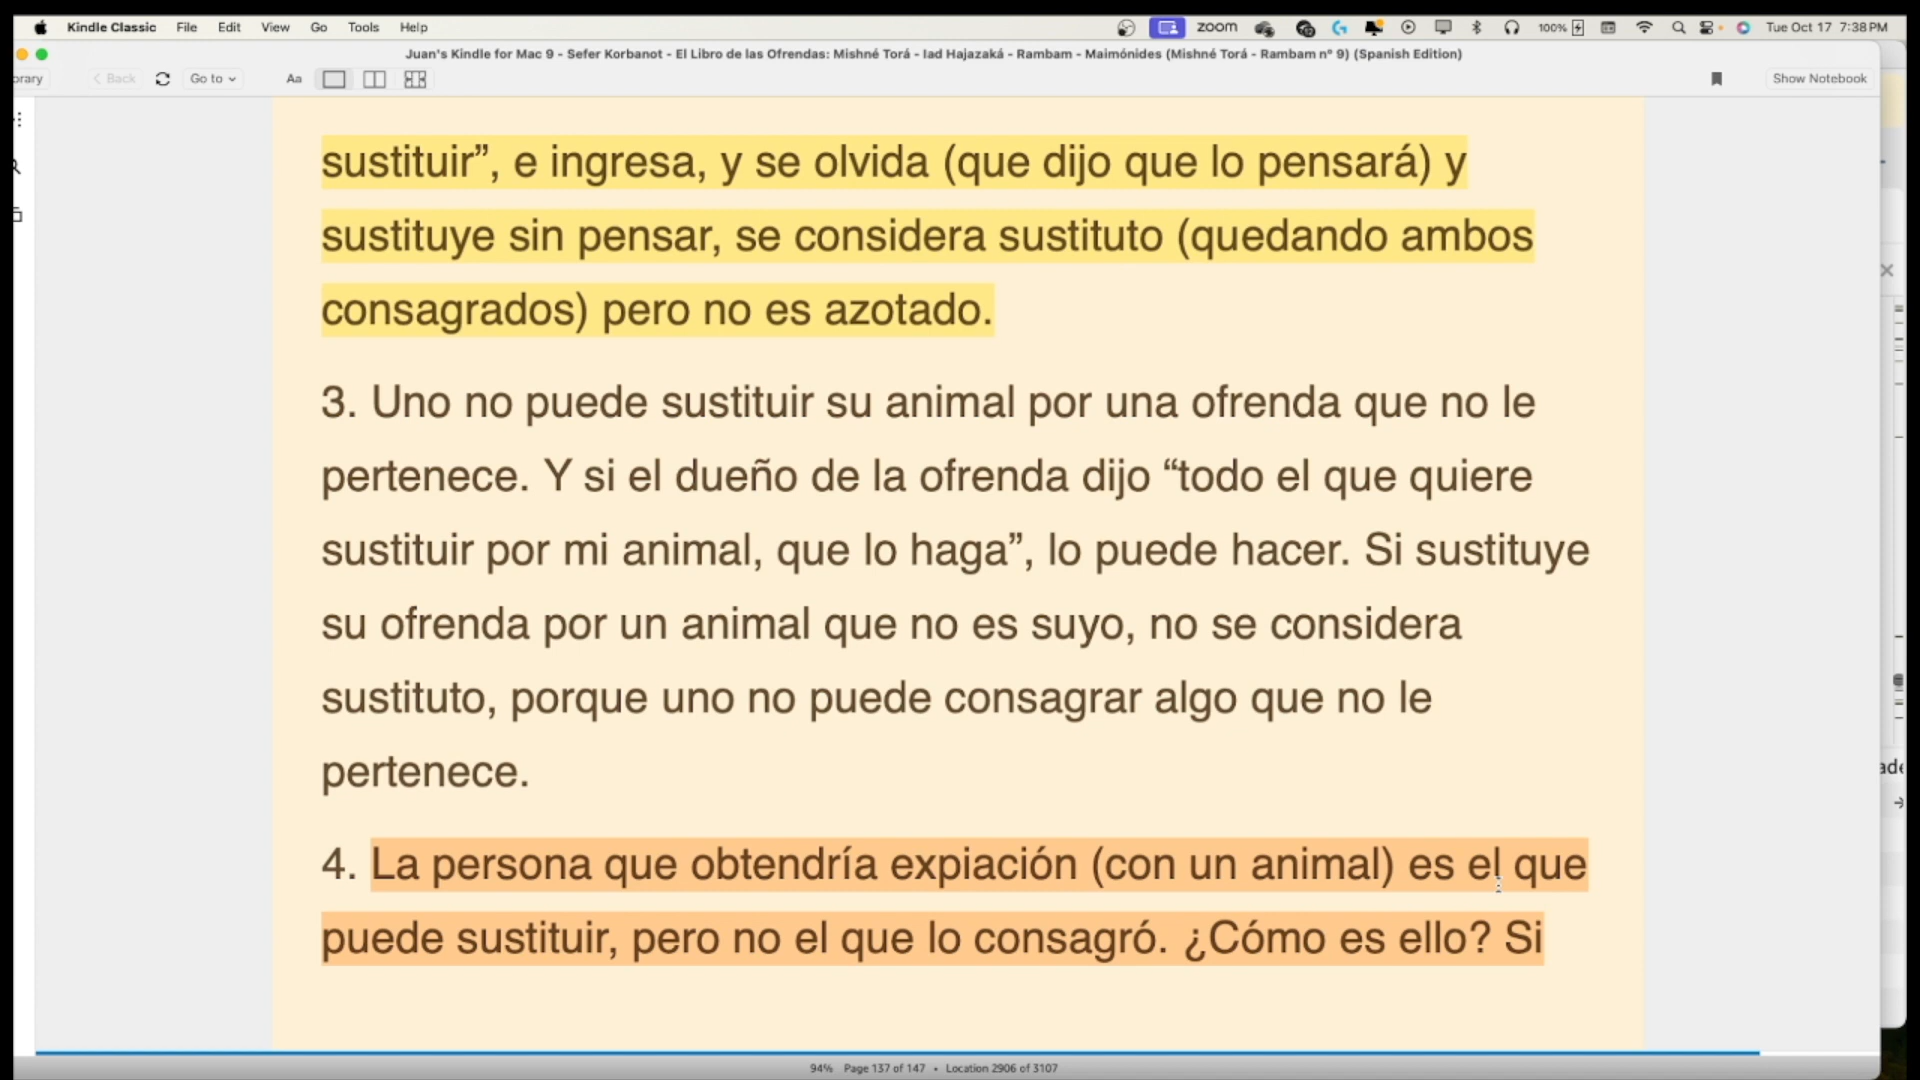 Kindle Classic File Edit View Go Tools Help zoom 100% Tue Oct 17 7:38 PM
Juan's Kindle for Mac 9 - Sefer Korbanot - El Libro de las Ofrendas: Mishné Torá - Iad Hajazaká - Rambam - Maimónides (Mishné Torá - Rambam nº 9) (Spanish Edition)
Back Go to Aa Show Notebook
sustituir”, e ingresa, y se olvida (que dijo que lo pensará) y
sustituye sin pensar, se considera sustituto (quedando ambos
consagrados) pero no es azotado.
3. Uno no puede sustituir su animal por una ofrenda que no le
pertenece. Y si el dueño de la ofrenda dijo “todo el que quiere
sustituir por mi animal, que lo haga”, lo puede hacer. Si sustituye
su ofrenda por un animal que no es suyo, no se considera
sustituto, porque uno no puede consagrar algo que no le
pertenece.
4. La persona que obtendría expiación (con un animal) es el que
puede sustituir, pero no el que lo consagró. ¿Cómo es ello? Si
94% Page 137 of 147 • Location 2906 of 3107